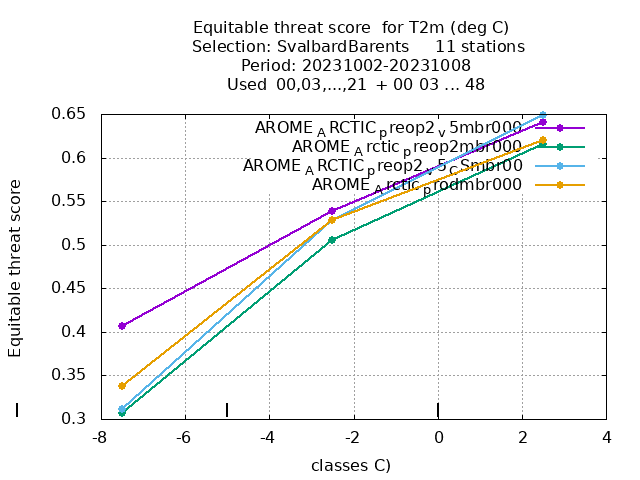 Equitable threat score for T2m (deg C)
Selection: SvalbardBarents 11 stations
Period: 20231002-20231008
Used 00,03,...,21 + 00 03 ... 48
0.65
0.6
0.55
0.5
0.45
0.4
0.35
0.3
Equitable threat score
AROME_ARCTIC_preop2_v5mbr000
AROME_Arctic_preop2mbr000
AROME_ARCTIC_preop2_v5_CSmbr00
AROME_Arctic_prodmbr000
-8 -6 -4 -2 0 2 4
classes C)